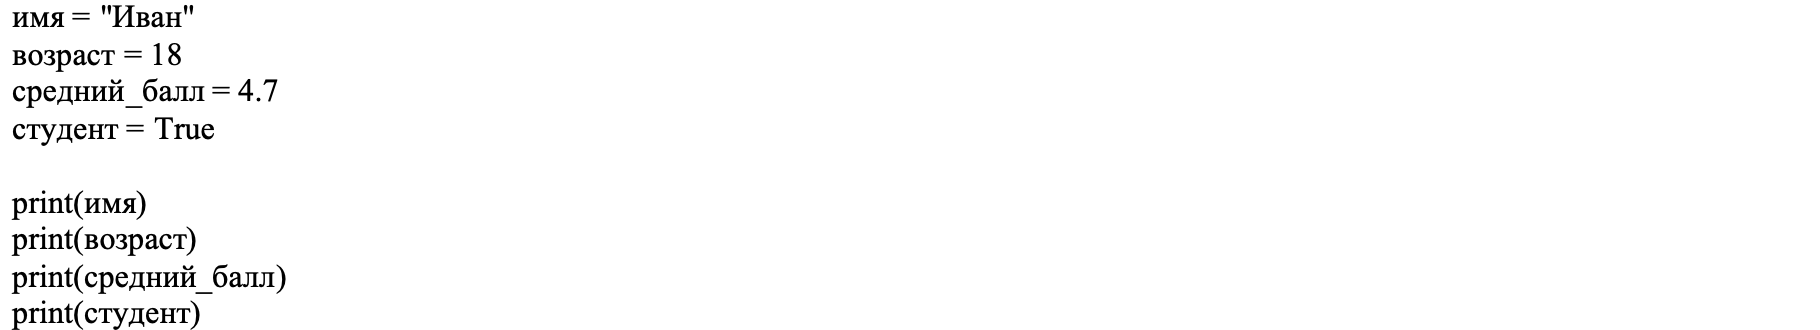 имя = "Иван"
возраст = 18
средний_балл = 4.7
студент = True

print(имя)
print(возраст)
print(средний_балл)
print(студент)